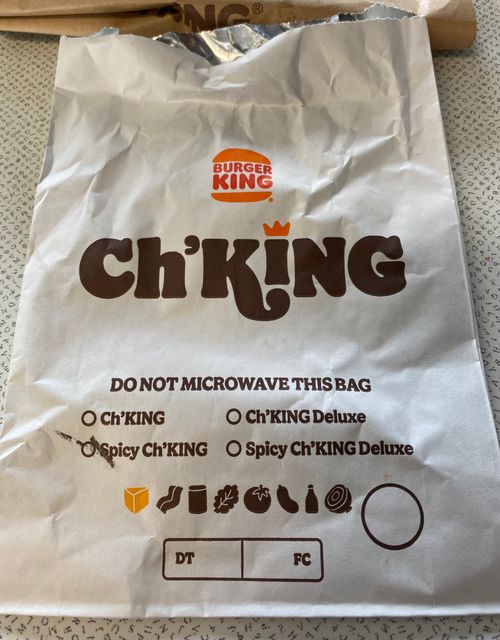 NG®
BURGER
KING®
Ch'KING
DO NOT MICROWAVE THIS BAG
Ch'KING
Ch'KING Deluxe
Spicy Ch'KING
Spicy Ch'KING Deluxe
DT
FC